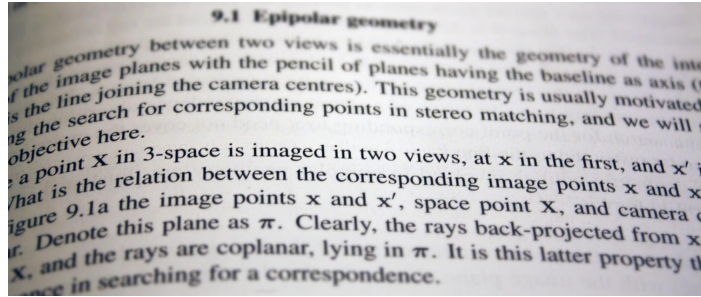 9.1 Epipolar geometry
olar geometry between two views is essentially the geometry of the inte
f the image planes with the pencil of planes having the baseline as axis (
s the line joining the camera centres). This geometry is usually motivated
ng the search for corresponding points in stereo matching, and we will
objective here.
a point X in 3-space is imaged in two views, at x in the first, and x′ i
hat is the relation between the corresponding image points x and x
igure 9.1a the image points x and x′, space point X, and camera c
r. Denote this plane as π. Clearly, the rays back-projected from x
X, and the rays are coplanar, lying in π. It is this latter property th
nce in searching for a correspondence.